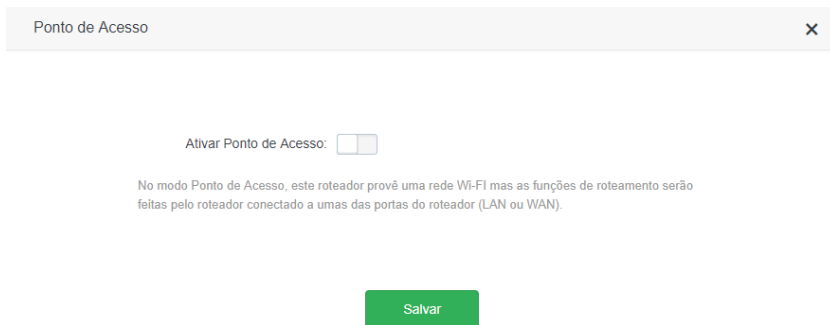 Ponto de Acesso
Ativar Ponto de Acesso:
No modo Ponto de Acesso, este roteador provê uma rede Wi-FI mas as funções de roteamento serão
feitas pelo roteador conectado a umas das portas do roteador (LAN ou WAN).
Salvar